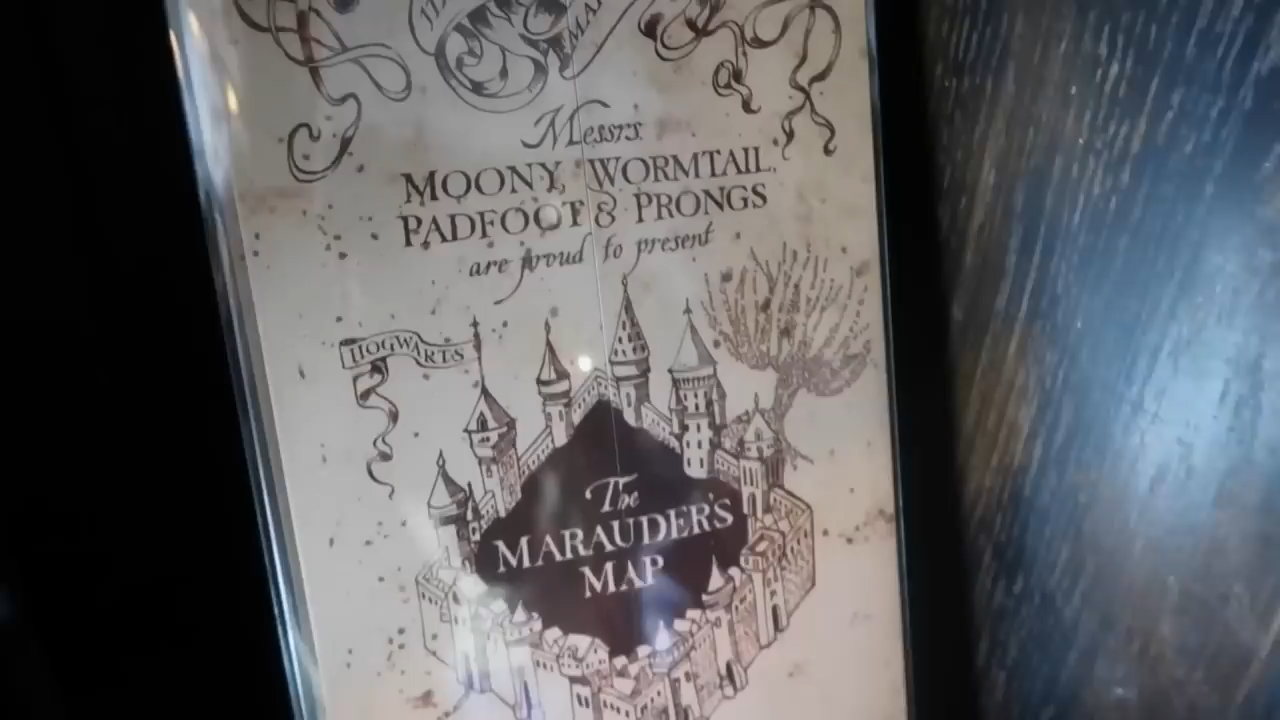 Messrs.
MOONY, WORMTAIL,
PADFOOT & PRONGS
are proud to present
HOGWARTS
The
MARAUDER'S
MAP